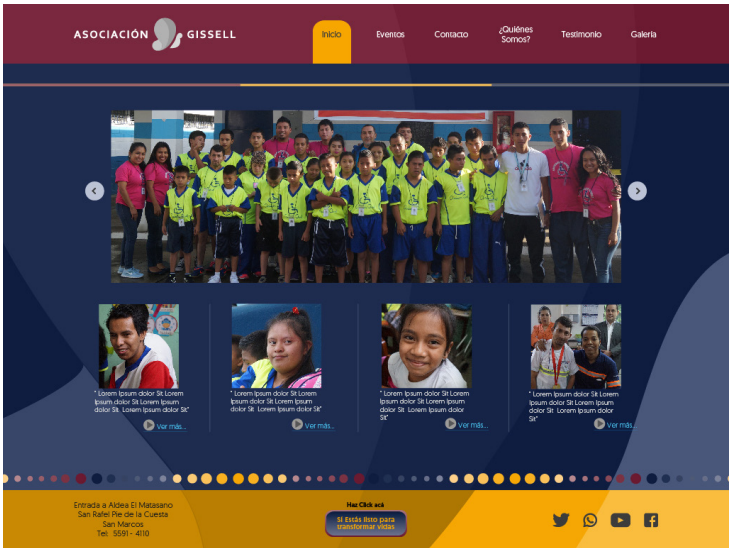 ASOCIACIÓN GISSELL
Inicio
Eventos
Contacto
¿Quiénes
Somos?
Testimonio
Galería
" Lorem Ipsum dolor Sit Lorem
Ipsum dolor Sit Lorem Ipsum
dolor Sit Lorem Ipsum dolor Sit"
Ver más...
" Lorem Ipsum dolor Sit Lorem
Ipsum dolor Sit Lorem Ipsum
dolor Sit Lorem Ipsum dolor Sit"
Ver más...
" Lorem Ipsum dolor Sit Lorem
Ipsum dolor Sit Lorem Ipsum
dolor Sit Lorem Ipsum dolor
Sit"
Ver más...
" Lorem Ipsum dolor Sit Lorem
Ipsum dolor Sit Lorem Ipsum
dolor Sit Lorem Ipsum dolor
Sit"
Ver más...
Entrada a Aldea El Matasano
San Rafel Pie de la Cuesta
San Marcos
Tel: 5591- 4110
Haz Click acá
Si Estás listo para
transformar vidas